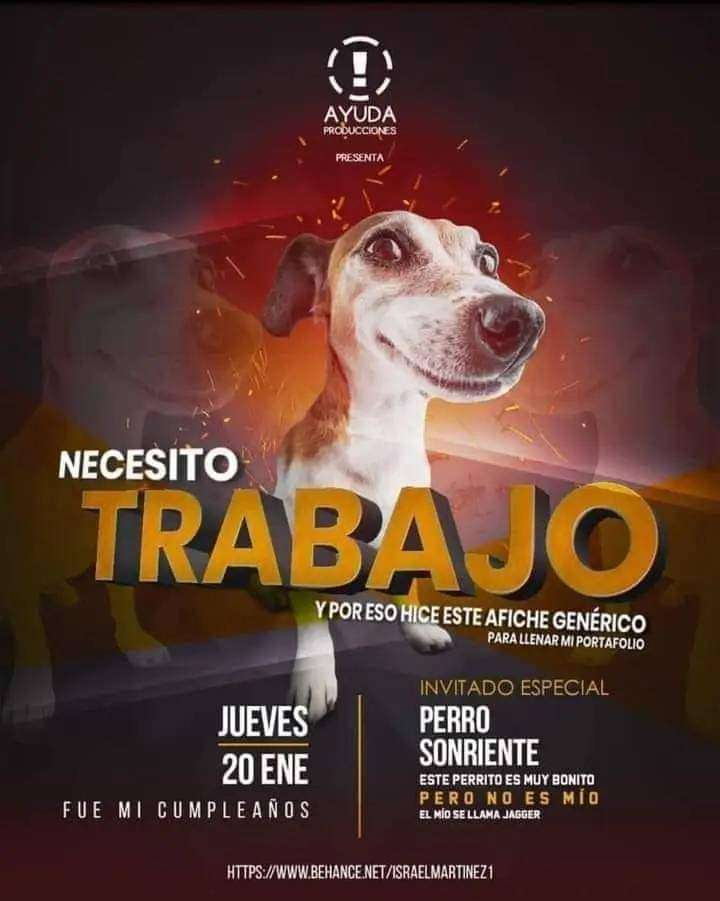 !
AYUDA
PRODUCCIONES
PRESENTA
NECESITO
TRABAJO
Y POR ESO HICE ESTE AFICHE GENÉRICO
PARA LLENAR MI PORTAFOLIO
JUEVES
20 ENE
FUE MI CUMPLEAÑOS
INVITADO ESPECIAL
PERRO
SONRIENTE
ESTE PERRITO ES MUY BONITO
PERO NO ES MÍO
EL MÍO SE LLAMA JAGGER
HTTPS://WWW.BEHANCE.NET/ISRAELMARTINEZ1